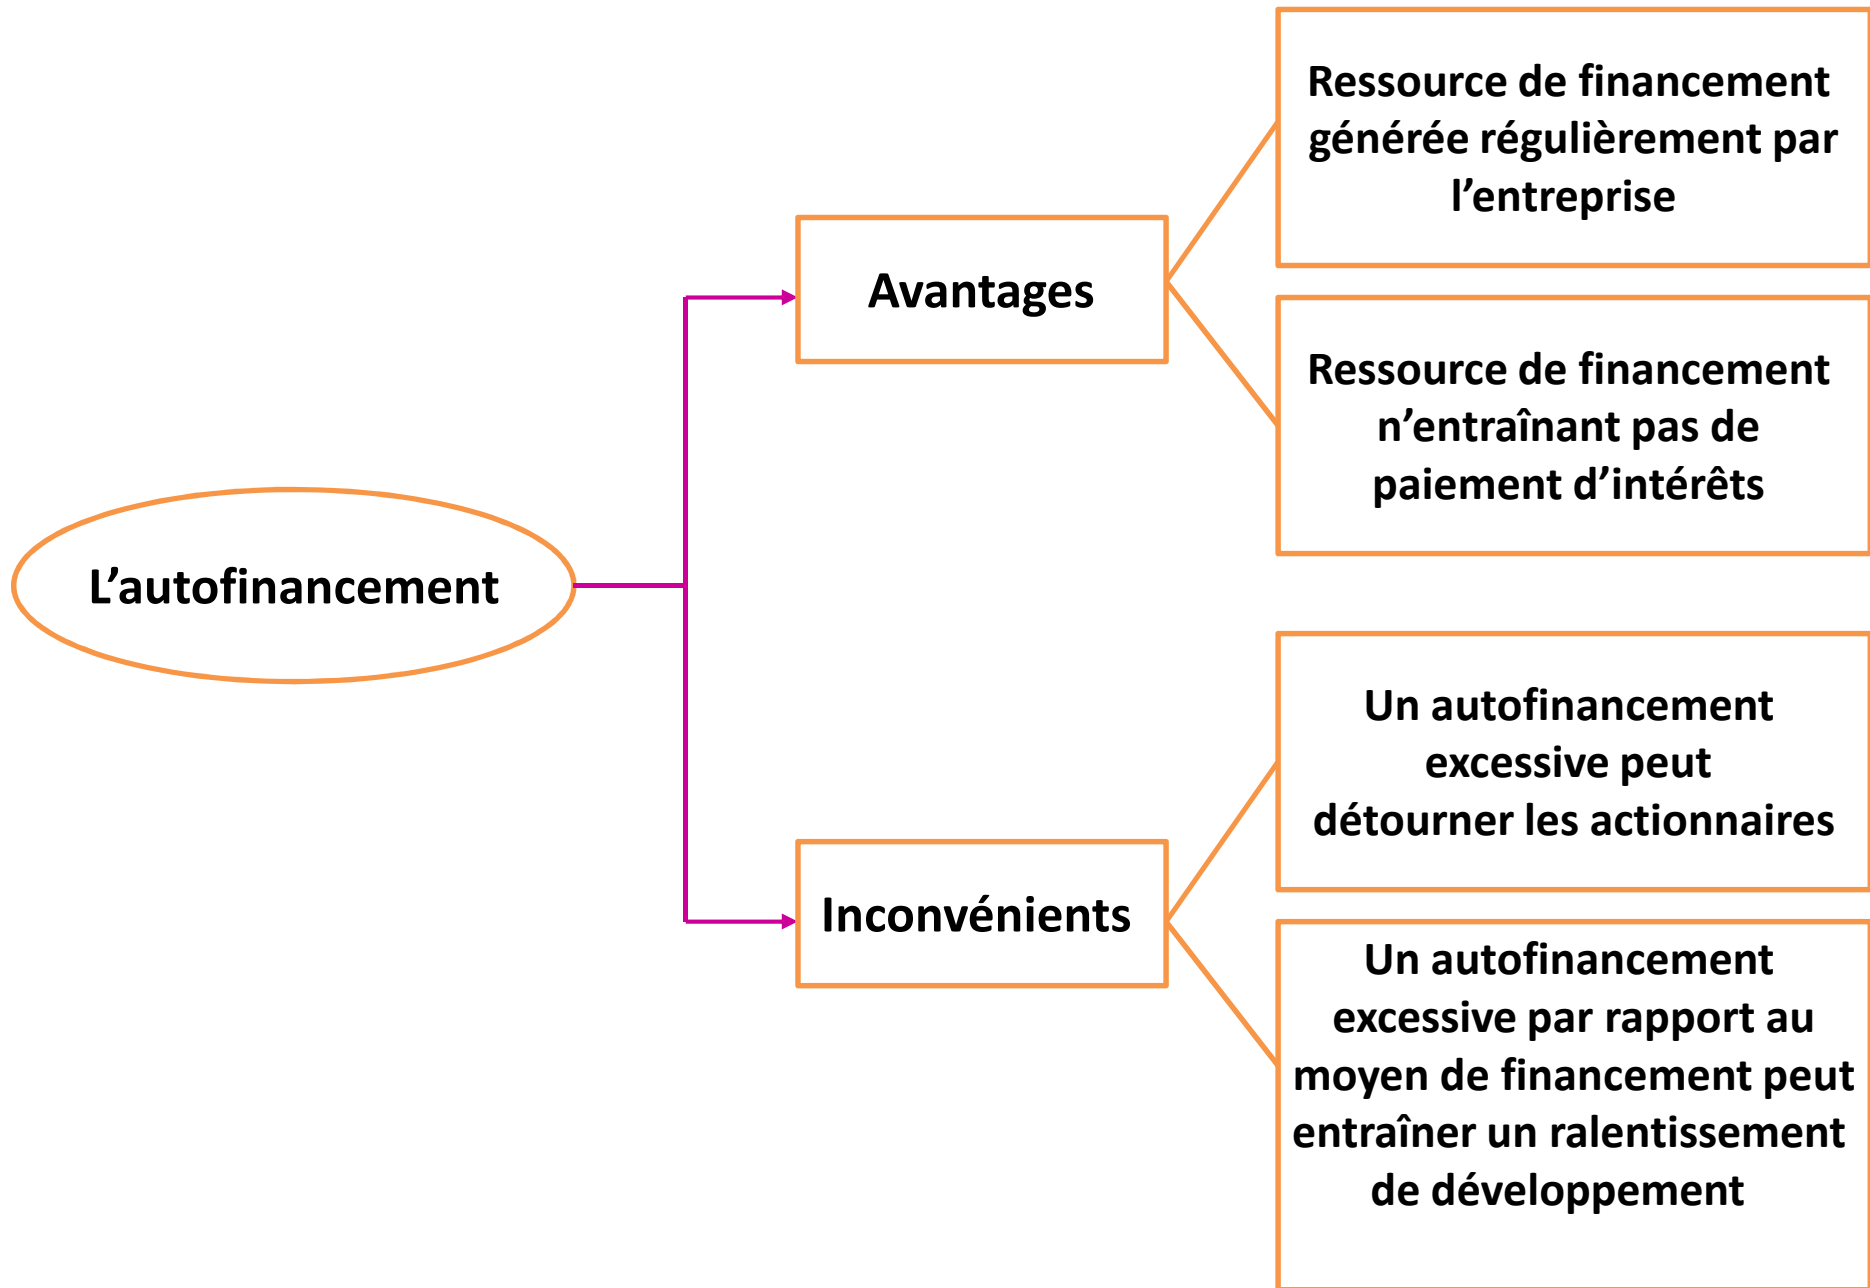 L’autofinancement
Avantages
Ressource de financement
générée régulièrement par
l’entreprise
Ressource de financement
n’entraînant pas de
paiement d’intérêts
Inconvénients
Un autofinancement
excessive peut
détourner les actionnaires
Un autofinancement
excessive par rapport au
moyen de financement peut
entraîner un ralentissement
de développement